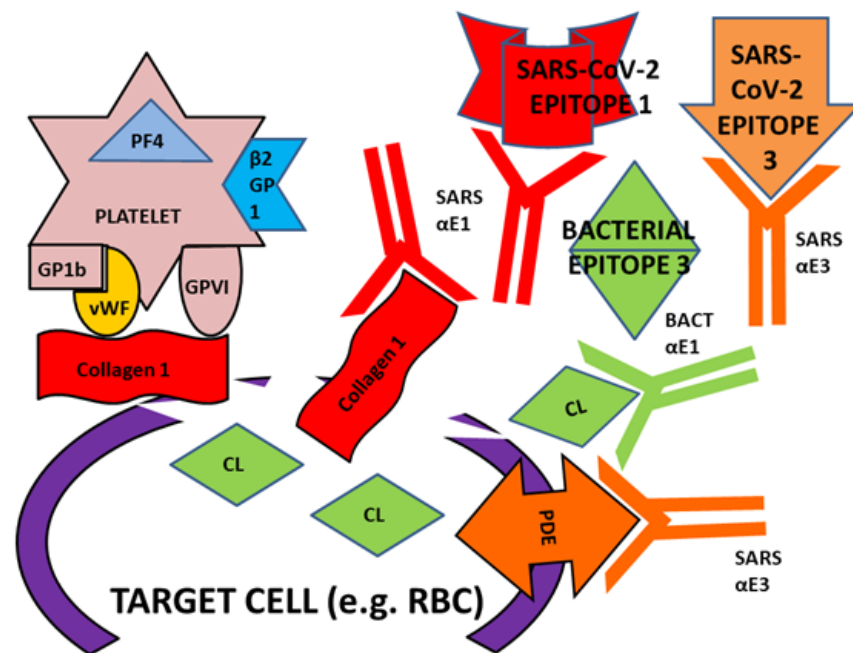 SARS-CoV-2
EPITOPE 1
SARS-
CoV-2
EPITOPE
3
PF4
β2
GP
1
PLATELET
SARS
αE1
BACTERIAL
EPITOPE 3
SARS
αE3
GP1b
vWF
GPVI
BACT
αE1
Collagen 1
Collagen 1
CL
CL
CL
PDE
SARS
αE3
TARGET CELL (e.g. RBC)